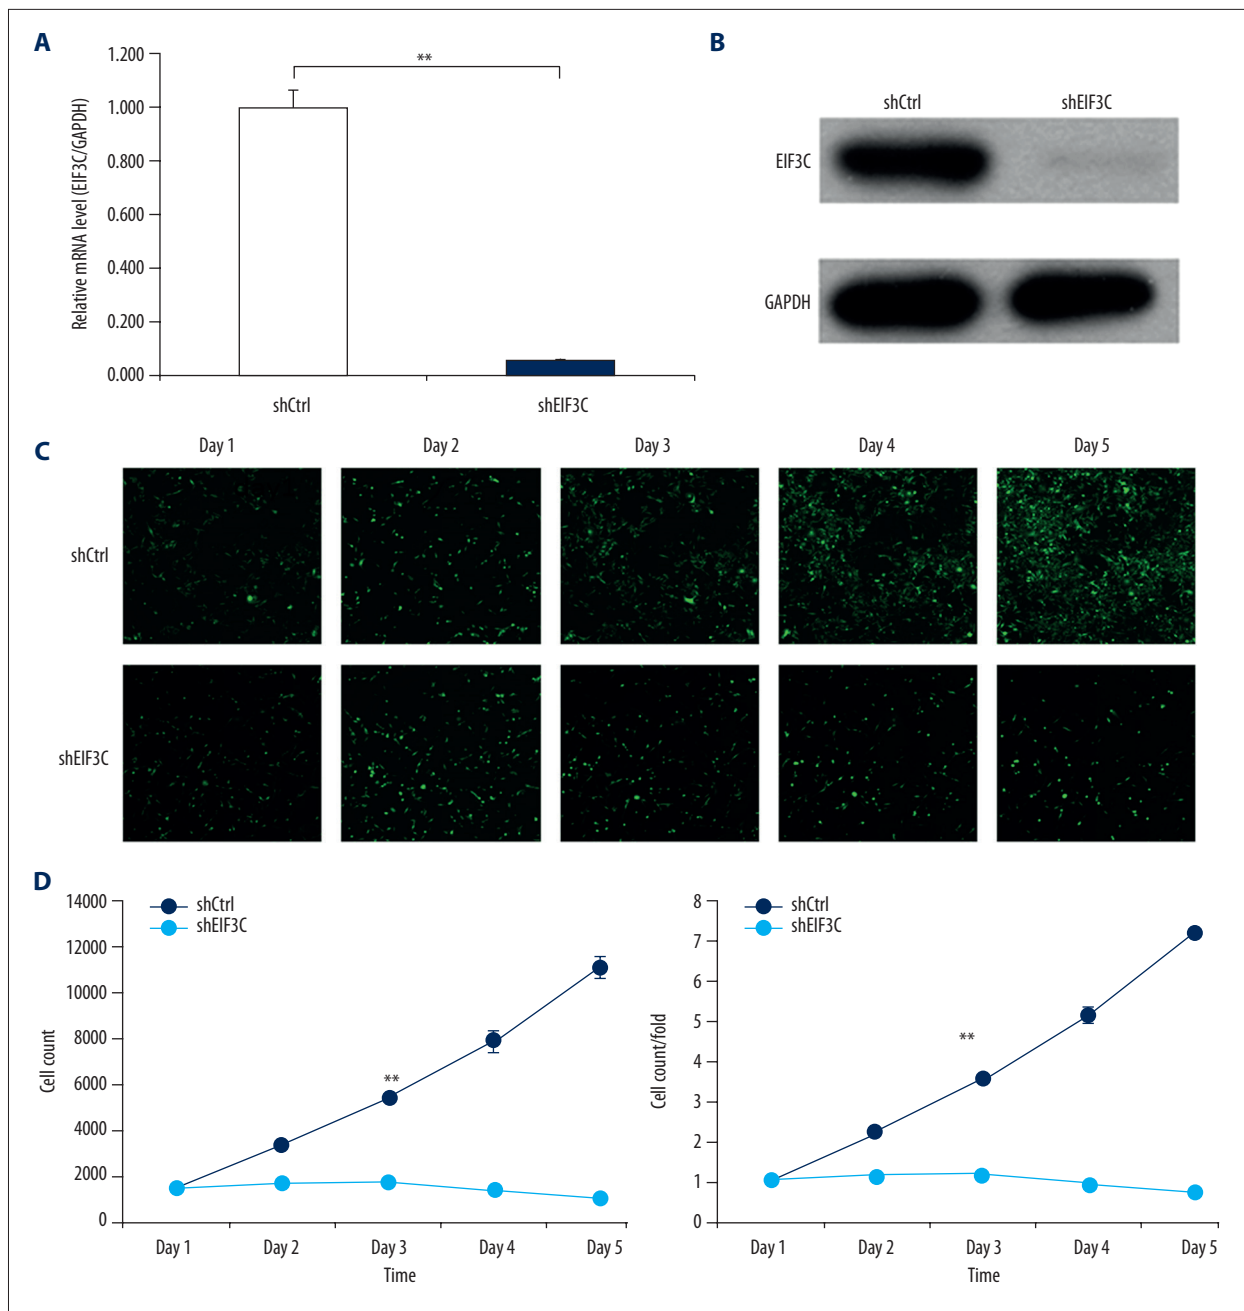 A
1.200
1.000
0.800
0.600
0.400
0.200
0.000
Relative mRNA level (EIF3C/GAPDH)
**
shCtrl
shEIF3C
B
shCtrl
shEIF3C
EIF3C
GAPDH
C
Day 1
Day 2
Day 3
Day 4
Day 5
shCtrl
shEIF3C
D
14000
12000
10000
8000
6000
4000
2000
0
Cell count
shCtrl
shEIF3C
**
Day 1
Day 2
Day 3
Day 4
Day 5
Time
8
7
6
5
4
3
2
1
0
Cell count/fold
shCtrl
shEIF3C
**
Day 1
Day 2
Day 3
Day 4
Day 5
Time